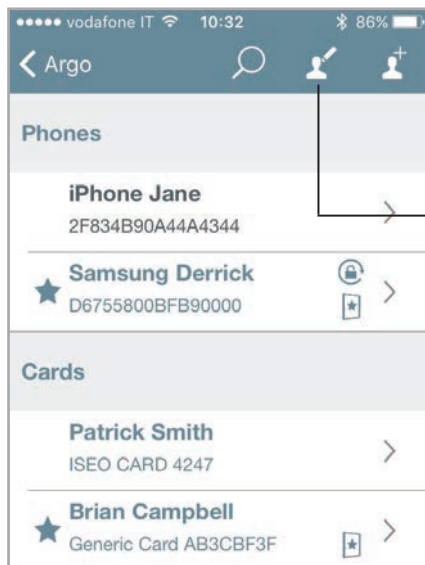 vodafone IT 10:32 86%
Argo
Phones
iPhone Jane
2F834B90A44A4344
Samsung Derrick
D6755800BFB90000
Cards
Patrick Smith
ISEO CARD 4247
Brian Campbell
Generic Card AB3CBF3F